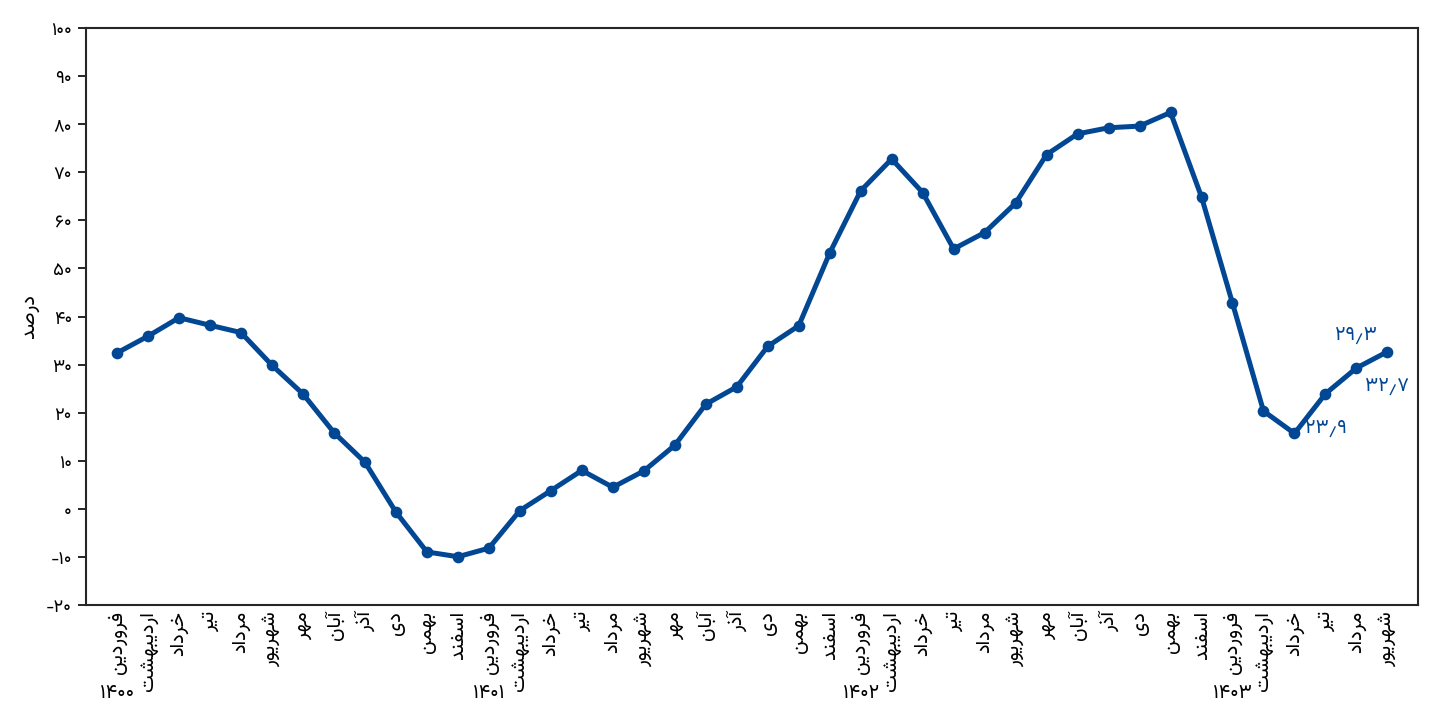 ۱۰۰
۹۰
۸۰
۷۰
۶۰
۵۰
۴۰
۳۰
۲۰
۱۰
۰
-۱۰
-۲۰
درصد
۲۹٫۳
۳۲٫۷
۲۳٫۹
فروردین
اردیبهشت
خرداد
تیر
مرداد
شهریور
مهر
آبان
آذر
دی
بهمن
اسفند
فروردین
اردیبهشت
خرداد
تیر
مرداد
شهریور
مهر
آبان
آذر
دی
بهمن
اسفند
فروردین
اردیبهشت
خرداد
تیر
مرداد
شهریور
مهر
آبان
آذر
دی
بهمن
اسفند
فروردین
اردیبهشت
خرداد
تیر
مرداد
شهریور
۱۴۰۰
۱۴۰۱
۱۴۰۲
۱۴۰۳